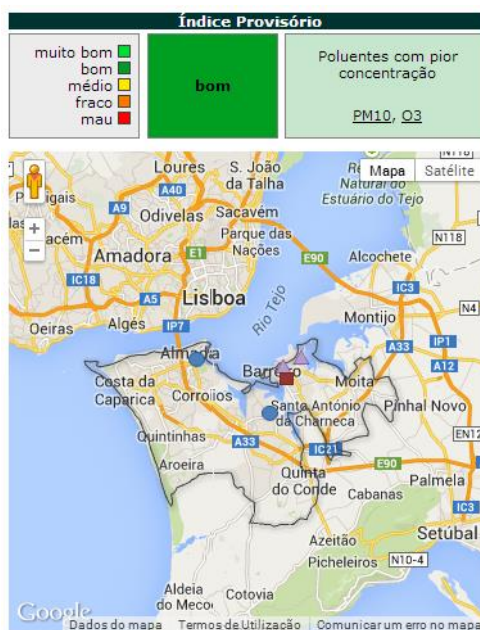 Índice Provisório
muito bom
bom
médio
fraco
mau
bom
Poluentes com pior
concentração
PM10, O3
Mapa
Satélite
N118
Loures
S. João
da Talha
Natural do
Estuário do Tejo
A40
A9
Odivelas
Sacavém
Parque das
Nações
E90
N118
Alcochete
Amadora
E1
IC18
IC3
A5
Lisboa
Rio Tejo
Montijo
N4
Oeiras
Algés
IP7
A33
IP1
A12
Almada
Barreiro
Moita
Costa da
Caparica
Corroios
Santo António
da Charneca
Pinhal Novo
Quintinhas
A33
IC21
EN12
Aroeira
Quinta
do Conde
E90
Cabanas
Palmela
IC3
Azeitão
Setúbal
Picheleiros
N10-4
Aldeia
do Meco
Cotovia
Google
Dados do mapa
Termos de Utilização
Comunicar um erro no mapa